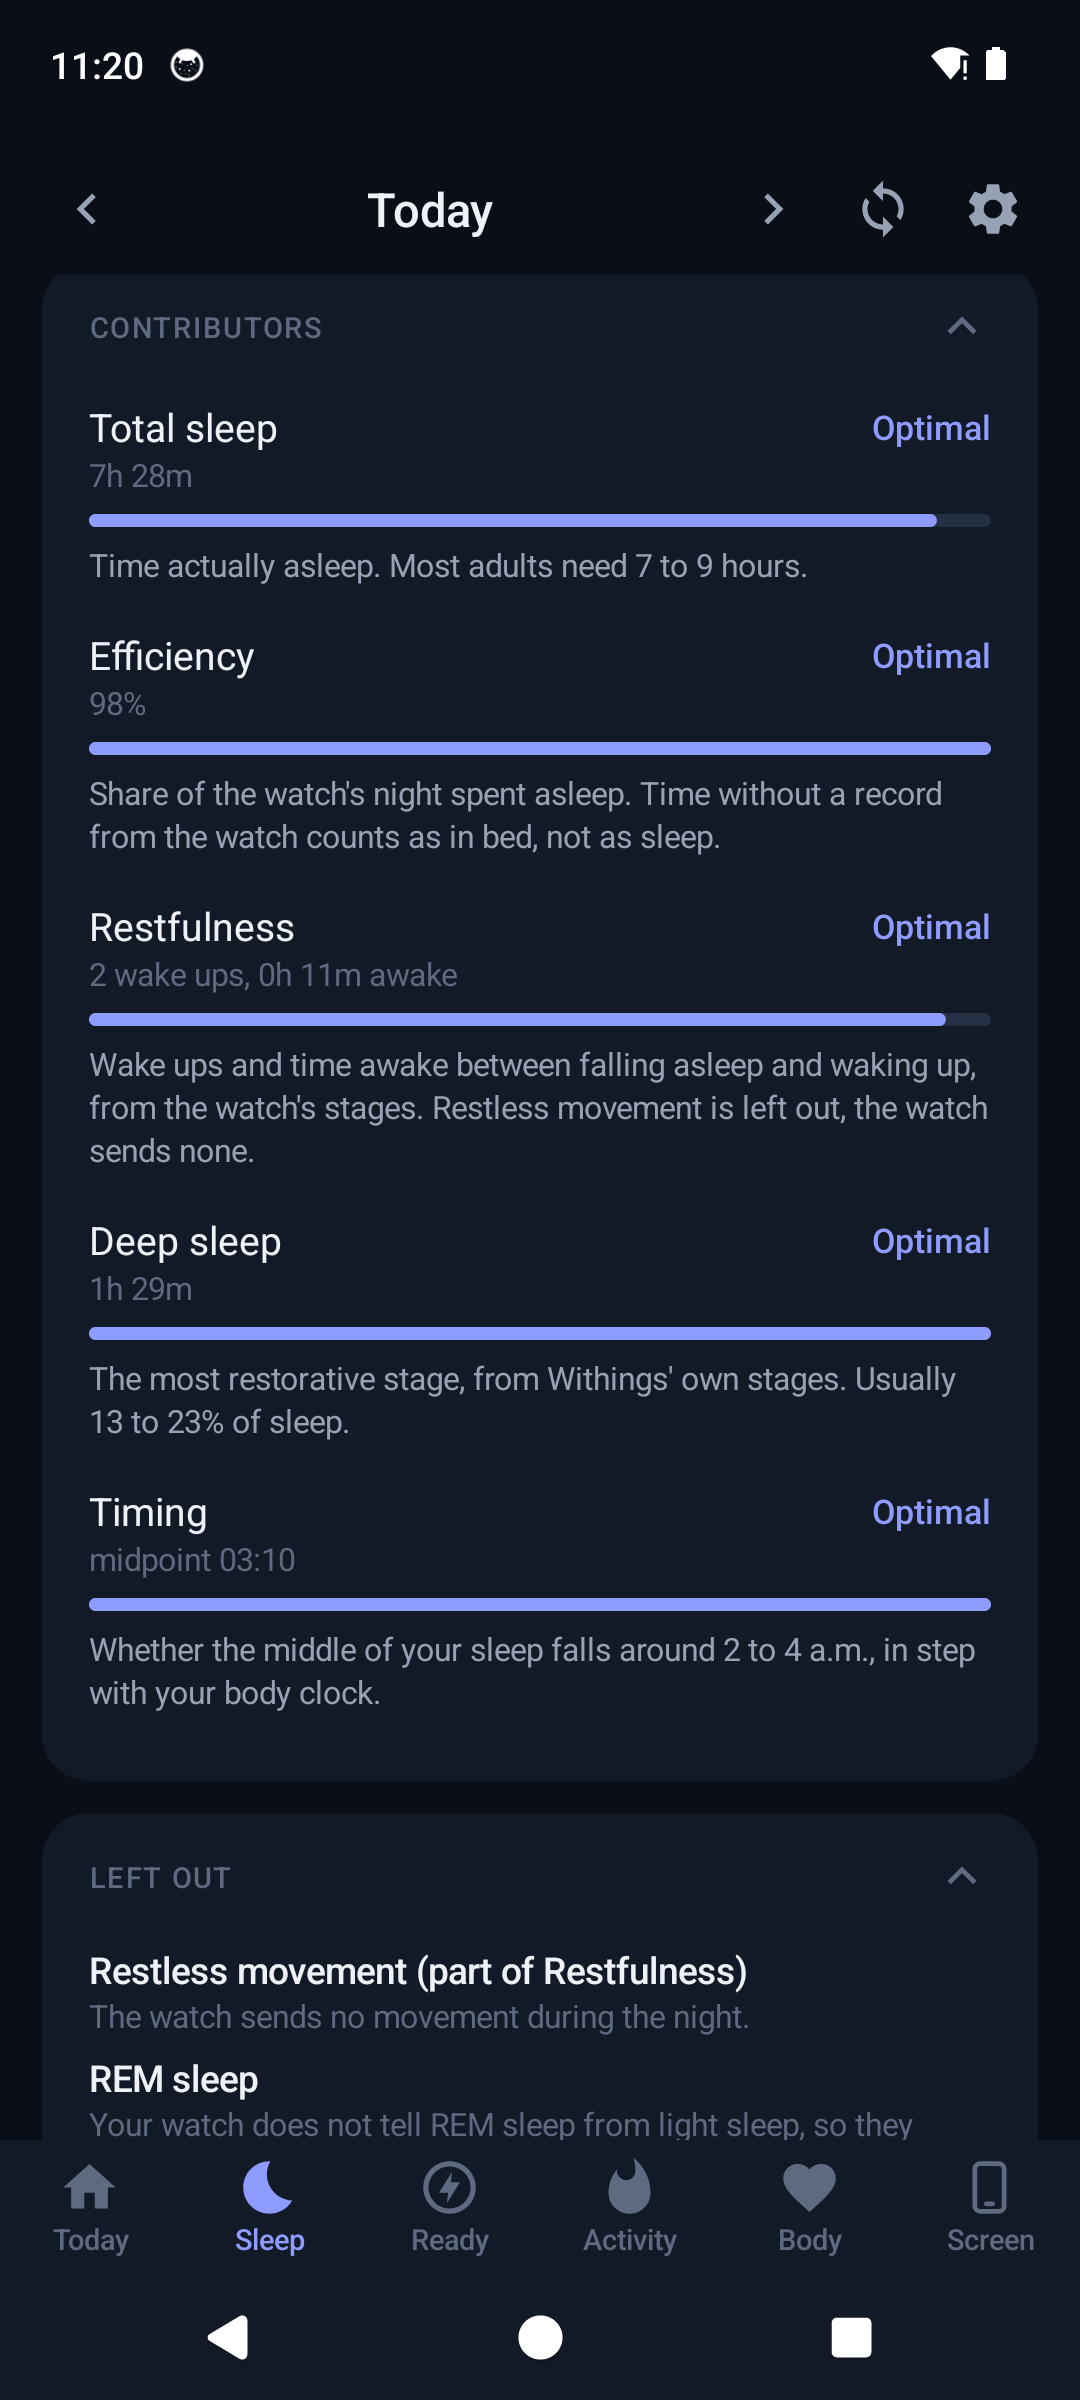 11:20
Today
CONTRIBUTORS
Total sleep
Optimal
7h 28m
Time actually asleep. Most adults need 7 to 9 hours.
Efficiency
Optimal
98%
Share of the watch's night spent asleep. Time without a record
from the watch counts as in bed, not as sleep.
Restfulness
Optimal
2 wake ups, 0h 11m awake
Wake ups and time awake between falling asleep and waking up,
from the watch's stages. Restless movement is left out, the watch
sends none.
Deep sleep
Optimal
1h 29m
The most restorative stage, from Withings' own stages. Usually
13 to 23% of sleep.
Timing
Optimal
midpoint 03:10
Whether the middle of your sleep falls around 2 to 4 a.m., in step
with your body clock.
LEFT OUT
Restless movement (part of Restfulness)
The watch sends no movement during the night.
REM sleep
Your watch does not tell REM sleep from light sleep, so they
Today
Sleep
Ready
Activity
Body
Screen